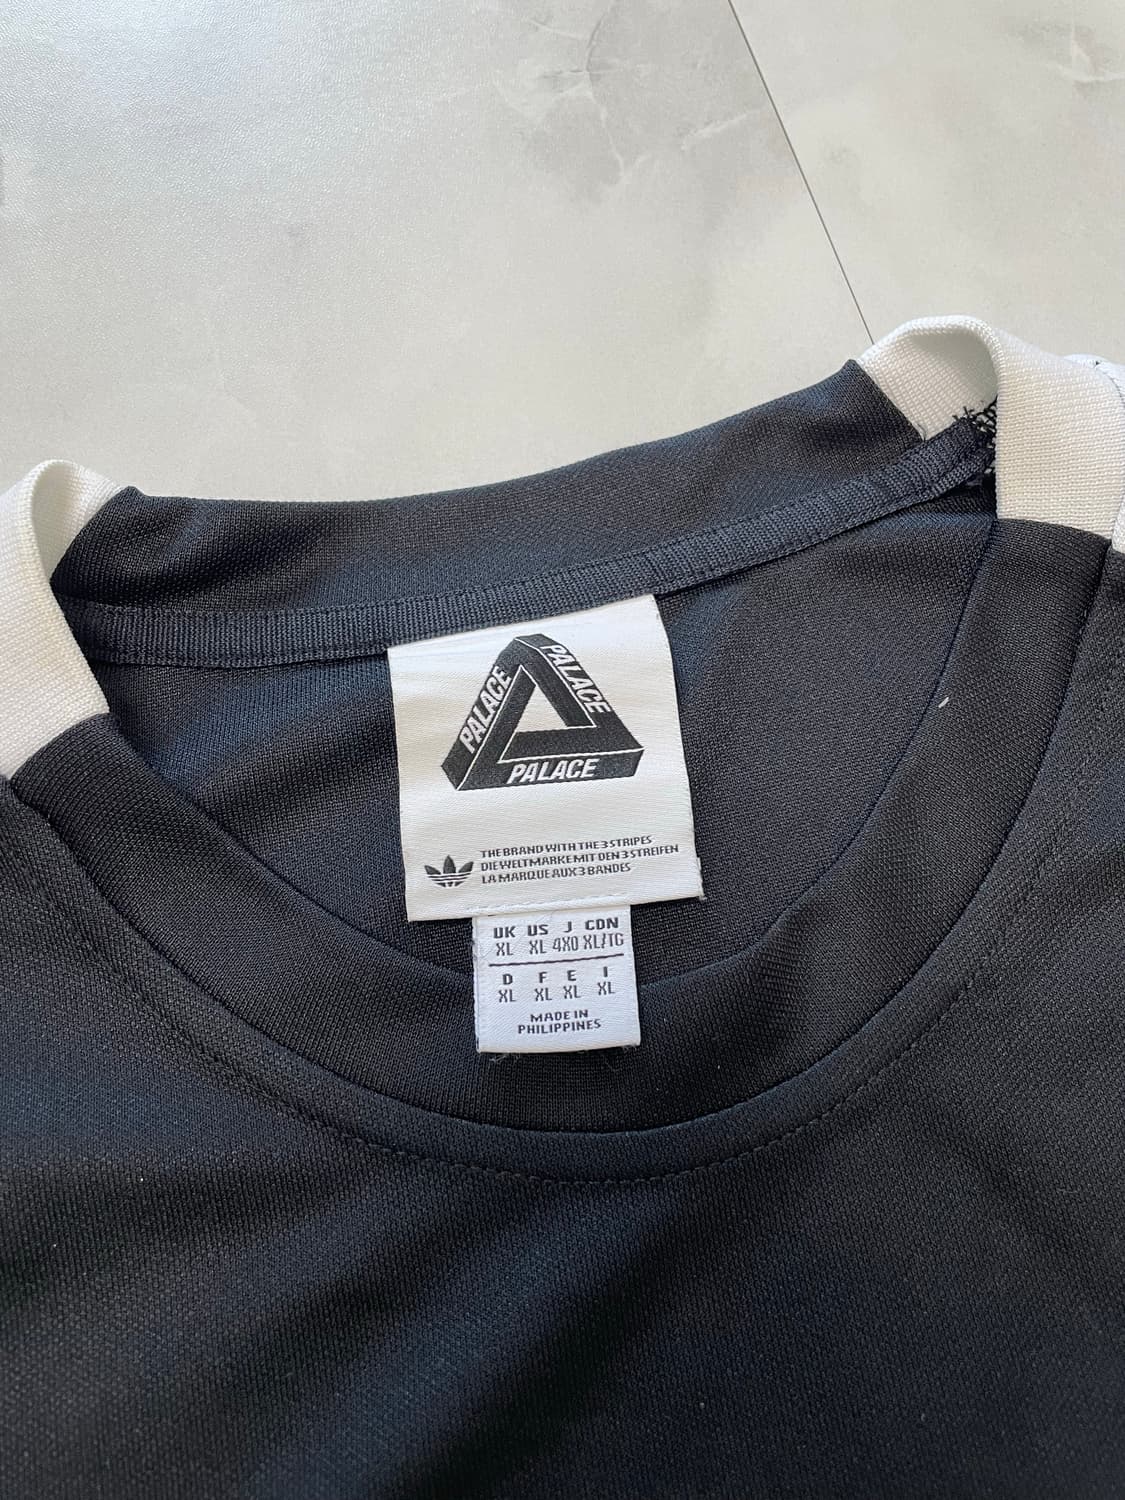 PALACE
PALACE
PALACE
THE BRAND WITH THE 3 STRIPES
DIE WELTMARKE MIT DEN 3 STREIFEN
LA MARQUE AUX 3 BANDES
UK US J CDN
XL XL 4XO XL/TG
D F E I
XL XL XL XL
MADE IN
PHILIPPINES